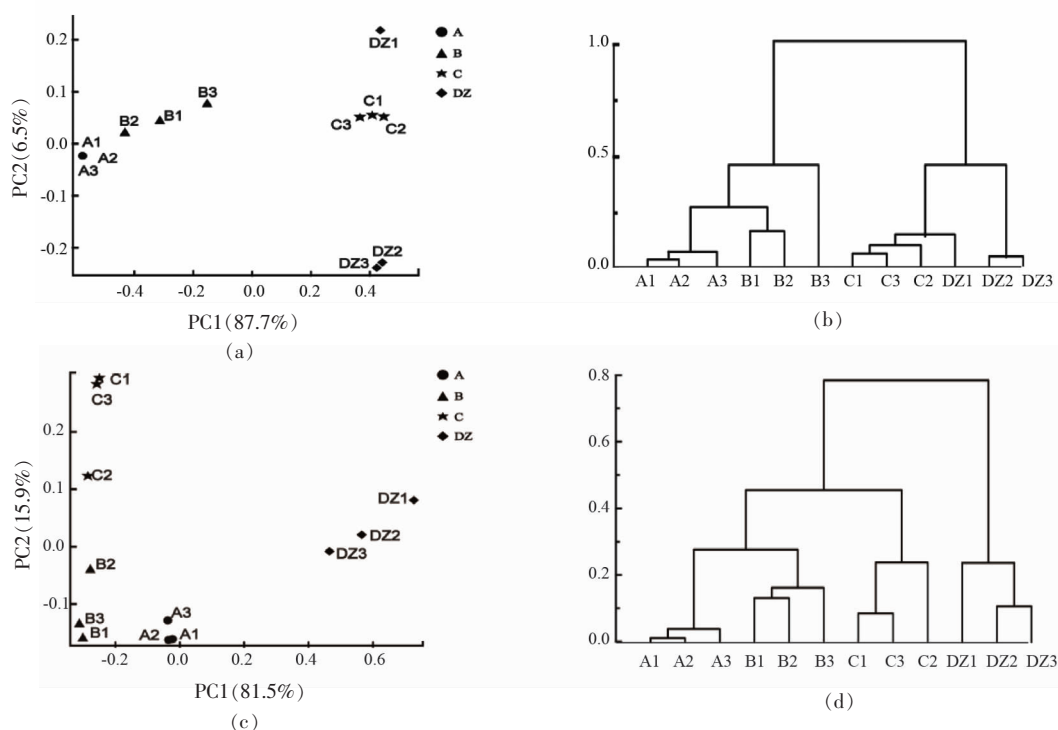 0.2
0.1
0.0
-0.1
-0.2
PC2(6.5%)
DZ1
B3
B2
B1
A1
A2
A3
C1
C3
C2
DZ2
DZ3
A
B
C
DZ
-0.4
-0.2
0.0
0.2
0.4
PC1(87.7%)
(a)
1.0
0.5
0.0
A1 A2 A3 B1 B2 B3 C1 C3 C2 DZ1 DZ2 DZ3
(b)
C1
C3
C2
0.2
0.0
-0.1
PC2(15.9%)
B2
B3
B1
A3
A2
A1
DZ1
DZ2
DZ3
A
B
C
DZ
-0.2 0.0 0.2 0.4 0.6
PC1(81.5%)
(c)
0.8
0.6
0.4
0.2
0.0
A1 A2 A3 B1 B2 B3 C1 C3 C2 DZ1 DZ2 DZ3
(d)